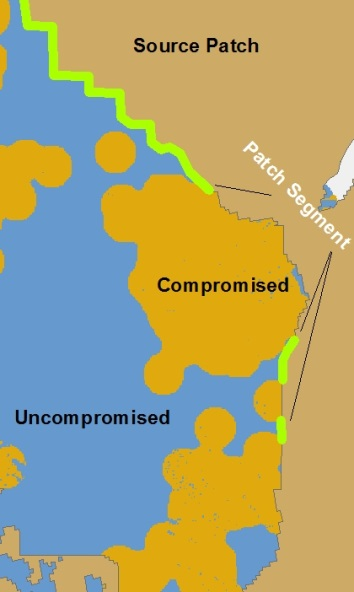 Source Patch
Patch Segment
Compromised
Uncompromised